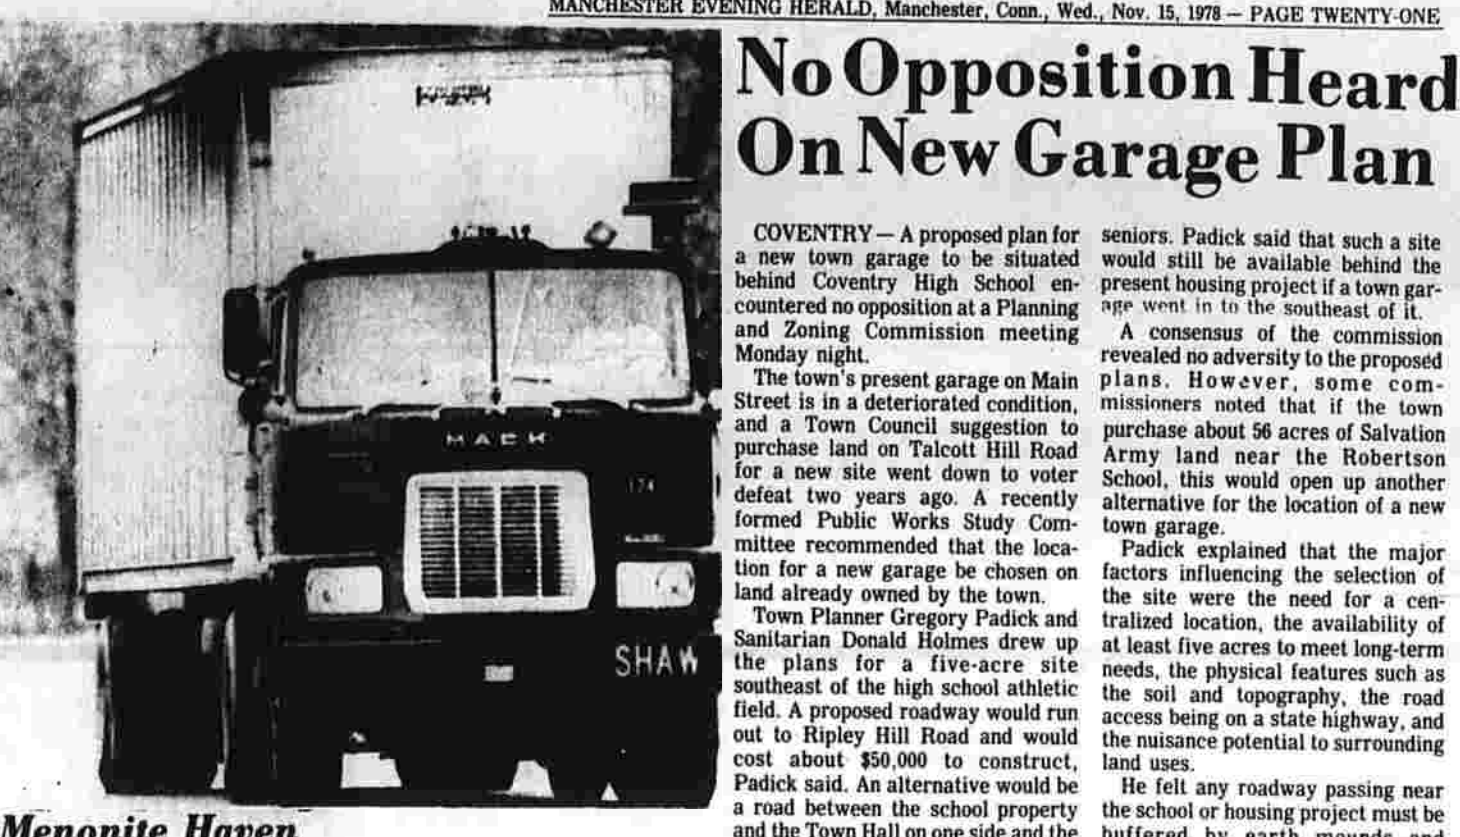 MANCHESTER EVENING HERALD, Manchester, Conn., Wed., Nov. 15, 1978 — PAGE TWENTY-ONE
MACK
174
SHAW
Menonite Haven
No Opposition Heard
On New Garage Plan
COVENTRY — A proposed plan for
a new town garage to be situated
behind Coventry High School en-
countered no opposition at a Planning
and Zoning Commission meeting
Monday night.
The town's present garage on Main
Street is in a deteriorated condition,
and a Town Council suggestion to
purchase land on Talcott Hill Road
for a new site went down to voter
defeat two years ago. A recently
formed Public Works Study Com-
mittee recommended that the loca-
tion for a new garage be chosen on
land already owned by the town.
Town Planner Gregory Padick and
Sanitarian Donald Holmes drew up
the plans for a five-acre site
southeast of the high school athletic
field. A proposed roadway would run
out to Ripley Hill Road and would
cost about $50,000 to construct,
Padick said. An alternative would be
a road between the school property
and the Town Hall on one side and the
seniors. Padick said that such a site
would still be available behind the
present housing project if a town gar-
age went in to the southeast of it.
A consensus of the commission
revealed no adversity to the proposed
plans. However, some com-
missioners noted that if the town
purchase about 56 acres of Salvation
Army land near the Robertson
School, this would open up another
alternative for the location of a new
town garage.
Padick explained that the major
factors influencing the selection of
the site were the need for a cen-
tralized location, the availability of
at least five acres to meet long-term
needs, the physical features such as
the soil and topography, the road
access being on a state highway, and
the nuisance potential to surrounding
land uses.
He felt any roadway passing near
the school or housing project must be
buffered by earth mounds and